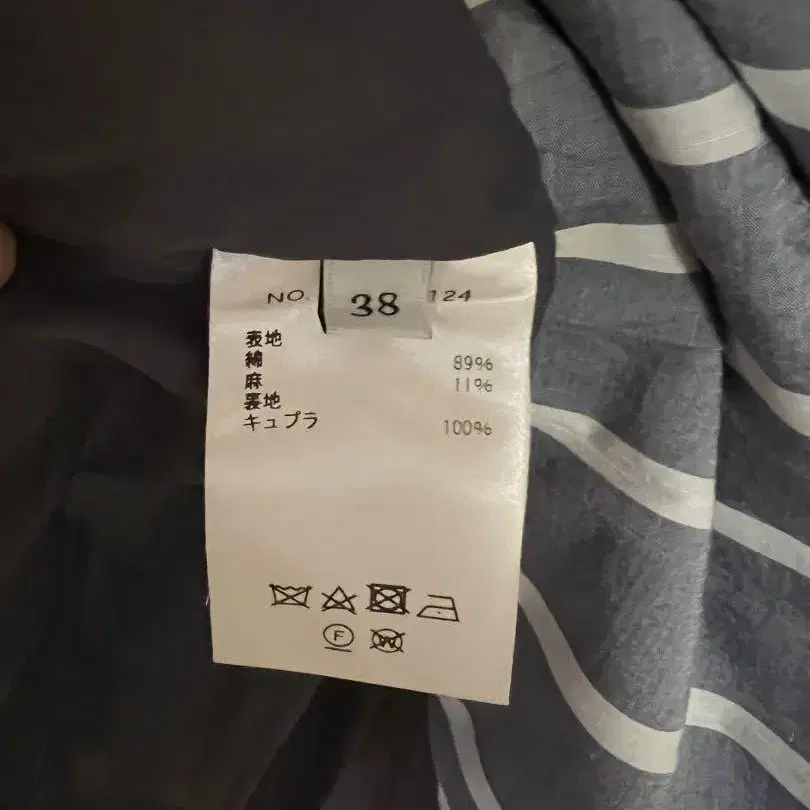 NO. 38 124
表地
綿 89%
麻 11%
裏地
キュプラ 100%
F
W